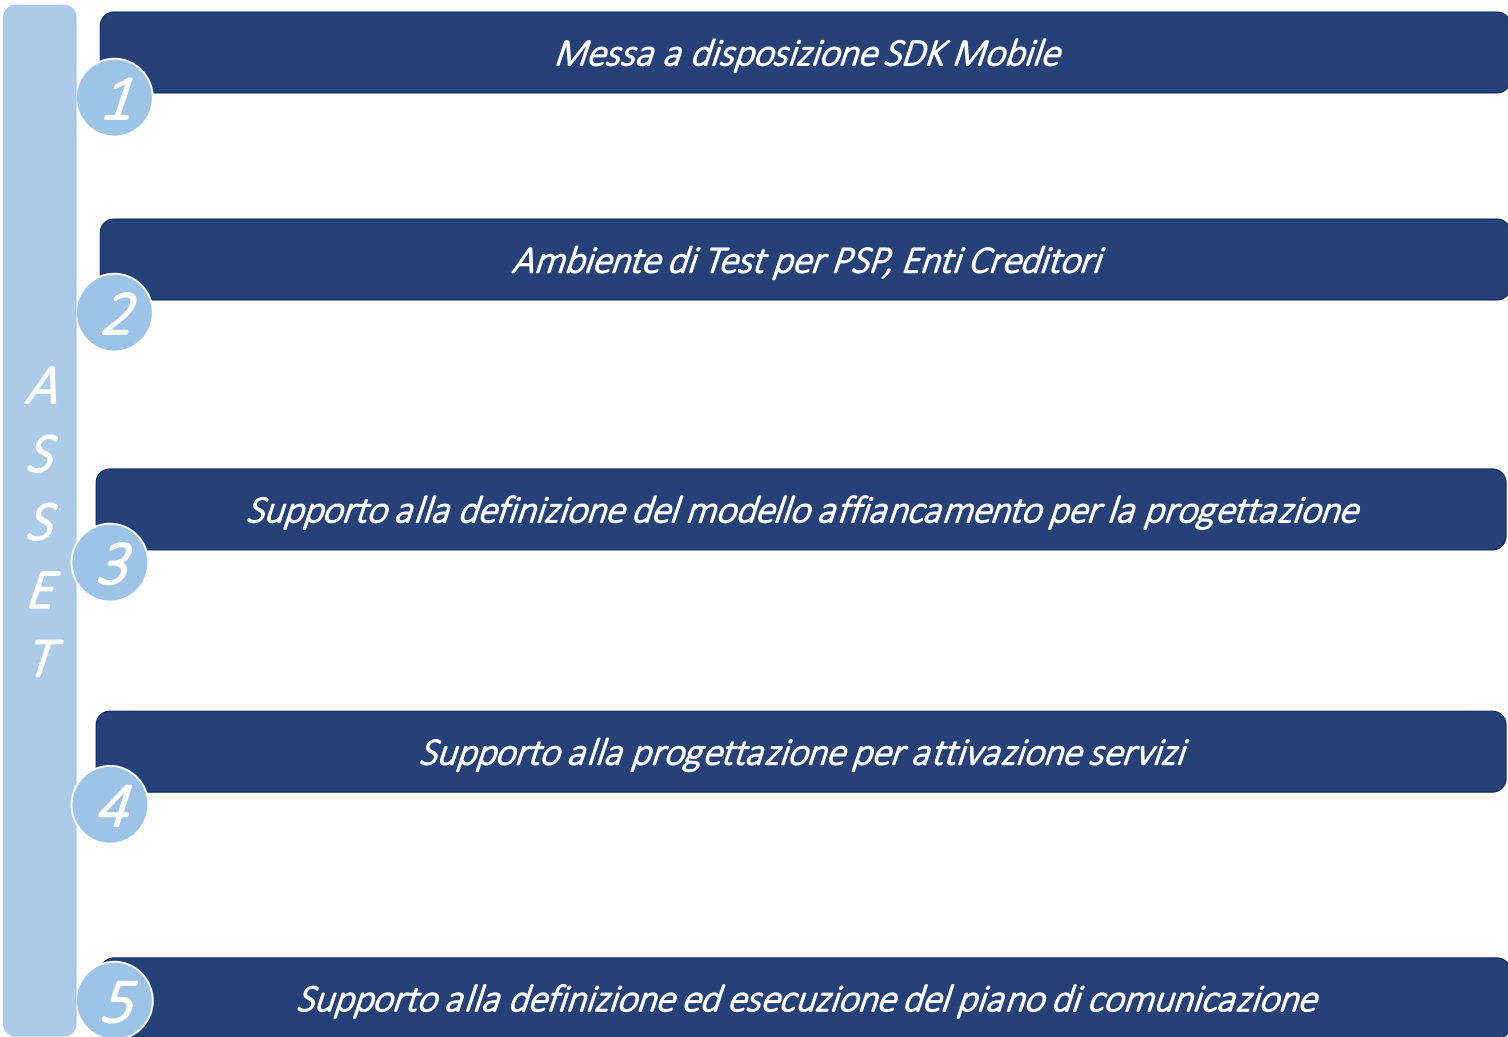 Messa a disposizione SDK Mobile
1
Ambiente di Test per PSP, Enti Creditori
2
A
S
S
E
T
Supporto alla definizione del modello affiancamento per la progettazione
3
Supporto alla progettazione per attivazione servizi
4
Supporto alla definizione ed esecuzione del piano di comunicazione
5